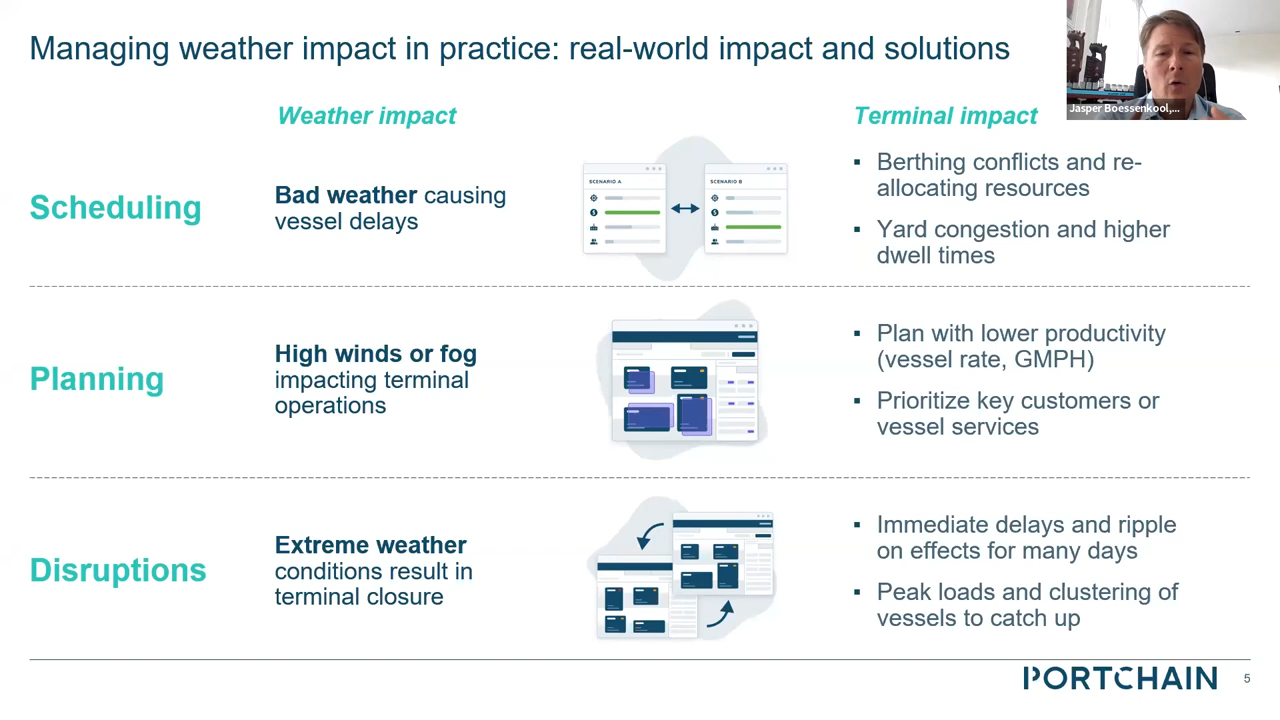 Managing weather impact in practice: real-world impact and solutions
Jasper Boessenkool,...
Weather impact
Terminal impact
Scheduling
Bad weather causing
vessel delays
SCENARIO A
SCENARIO B
▪ Berthing conflicts and re-
allocating resources
▪ Yard congestion and higher
dwell times
Planning
High winds or fog
impacting terminal
operations
▪ Plan with lower productivity
(vessel rate, GMPH)
▪ Prioritize key customers or
vessel services
Disruptions
Extreme weather
conditions result in
terminal closure
▪ Immediate delays and ripple
on effects for many days
▪ Peak loads and clustering of
vessels to catch up
PORTCHAIN
5